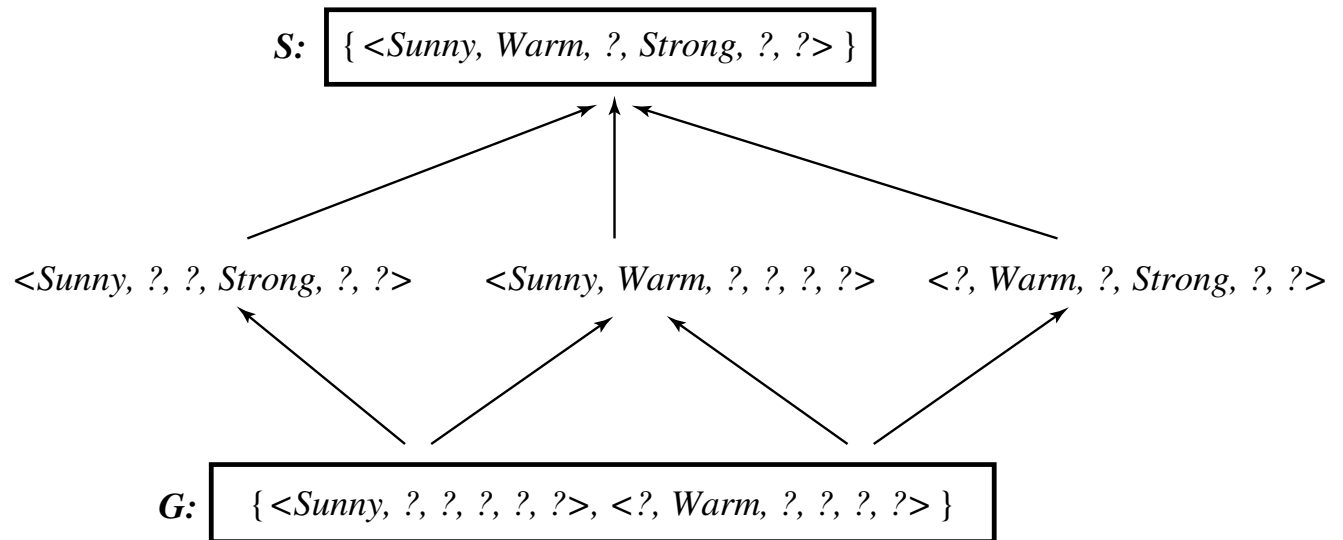 S: { <Sunny, Warm, ?, Strong, ?, ?> }
<Sunny, ?, ?, Strong, ?, ?> <Sunny, Warm, ?, ?, ?, ?> <?, Warm, ?, Strong, ?, ?>
G: { <Sunny, ?, ?, ?, ?, ?>, <?, Warm, ?, ?, ?, ?> }